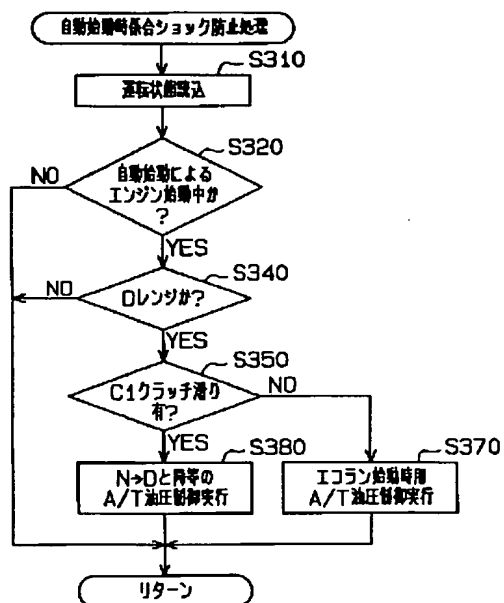 自動始動時係合ショック防止処理
S310
運転状態読込
S320
NO
自動始動による
エンジン始動中か
?
YES
S340
NO
Dレンジか?
YES
S350
C1クラッチ滑り
有?
NO
YES
S380
S370
N→Dと同等の
A/T油圧制御実行
エコラン始動時用
A/T油圧制御実行
リターン